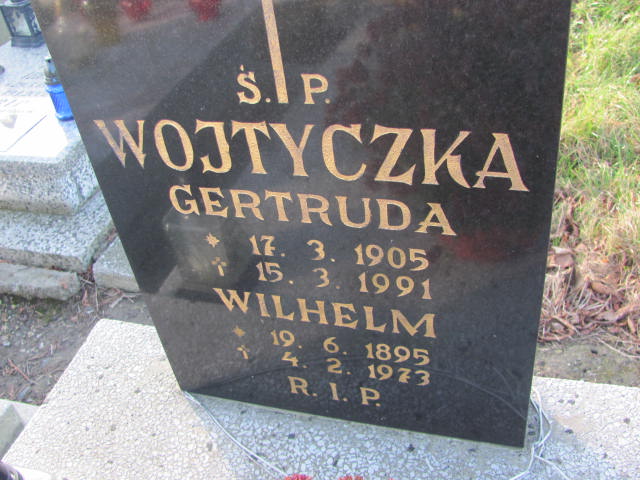 Ś. P.
WOJTYCZKA
GERTRUDA
* 17. 3. 1905
† 15. 3. 1991
WILHELM
* 19. 6. 1895
† 4. 2. 1973
R. I. P.